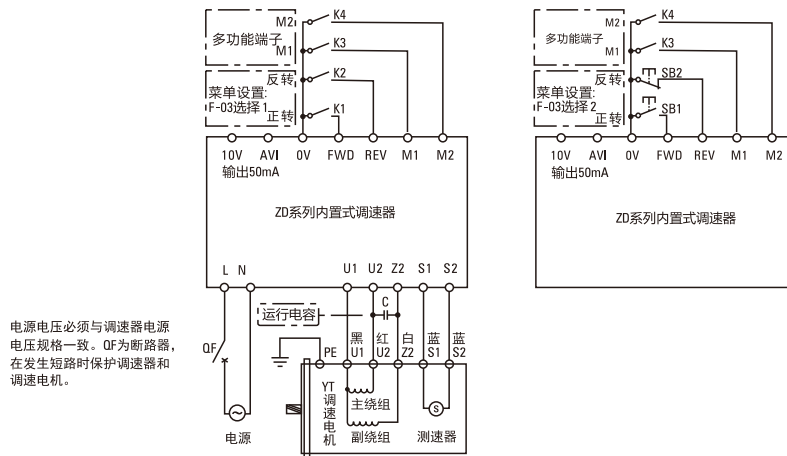 M2
K4
多功能端子
M1
K3
反转
K2
菜单设置:
F-03选择1
正转
K1
10V AVI 0V FWD REV M1 M2
输出50mA
ZD系列内置式调速器
L N U1 U2 Z2 S1 S2
运行电容
C
黑 红 白 蓝 蓝
PE U1 U2 Z2 S1 S2
QF
电源电压必须与调速器电源
电压规格一致。QF为断路器,
在发生短路时保护调速器和
调速电机。
电源
YT
调速电机
主绕组
副绕组
S
测速器
M2
K4
多功能端子
M1
K3
反转
SB2
菜单设置:
F-03选择2
正转
SB1
10V AVI 0V FWD REV M1 M2
输出50mA
ZD系列内置式调速器